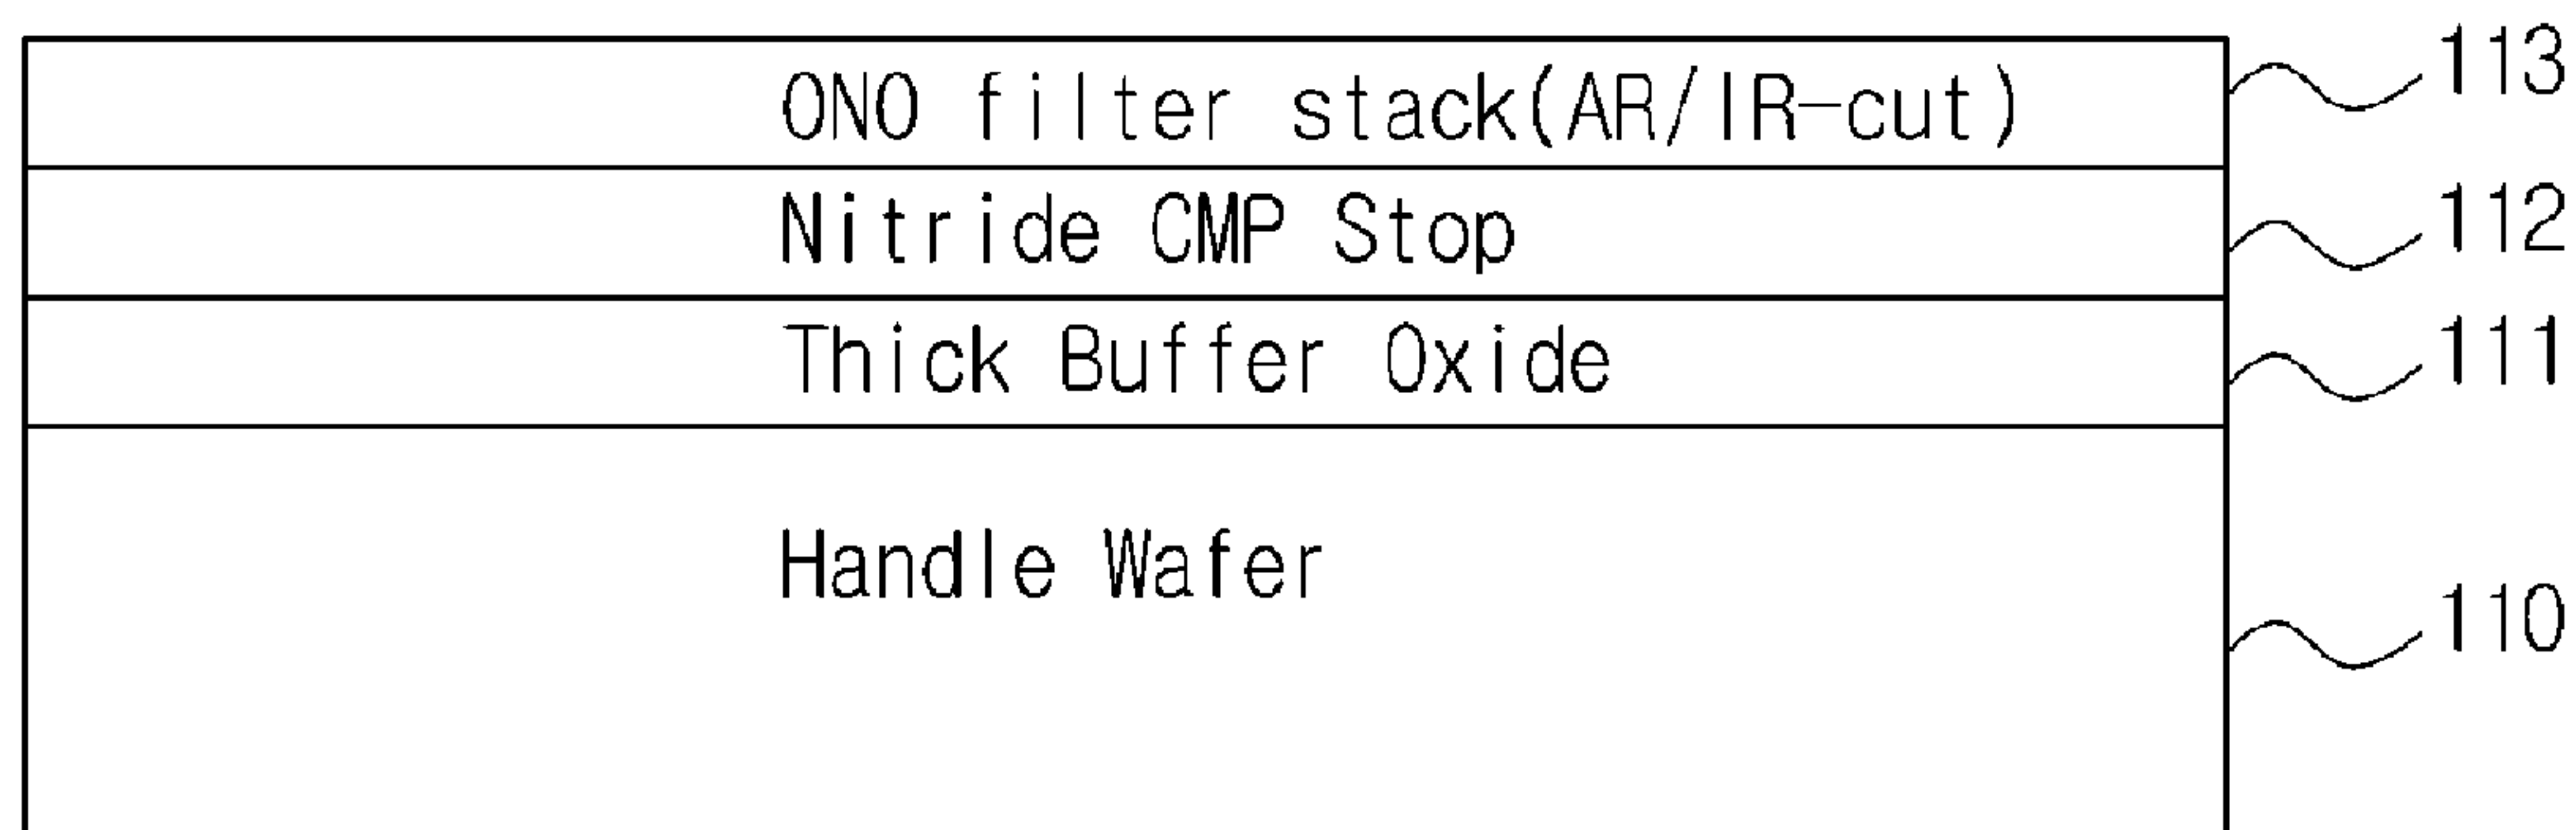 ONO filter stack(AR/IR-cut) 113
Nitride CMP Stop 112
Thick Buffer Oxide 111
Handle Wafer 110